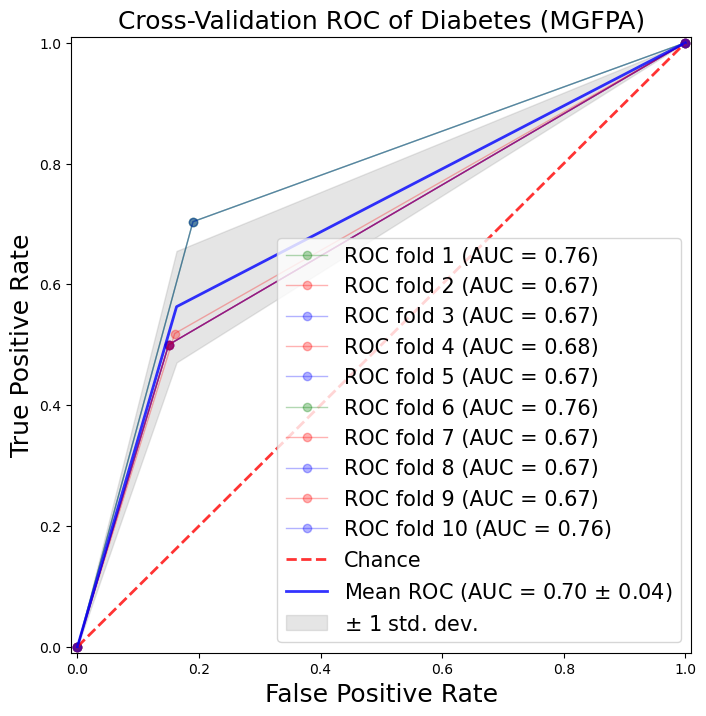 Cross-Validation ROC of Diabetes (MGFPA)
1.0
0.8
0.6
0.4
0.2
0.0
True Positive Rate
ROC fold 1 (AUC = 0.76)
ROC fold 2 (AUC = 0.67)
ROC fold 3 (AUC = 0.67)
ROC fold 4 (AUC = 0.68)
ROC fold 5 (AUC = 0.67)
ROC fold 6 (AUC = 0.76)
ROC fold 7 (AUC = 0.67)
ROC fold 8 (AUC = 0.67)
ROC fold 9 (AUC = 0.67)
ROC fold 10 (AUC = 0.76)
Chance
Mean ROC (AUC = 0.70 ± 0.04)
± 1 std. dev.
0.0 0.2 0.4 0.6 0.8 1.0
False Positive Rate